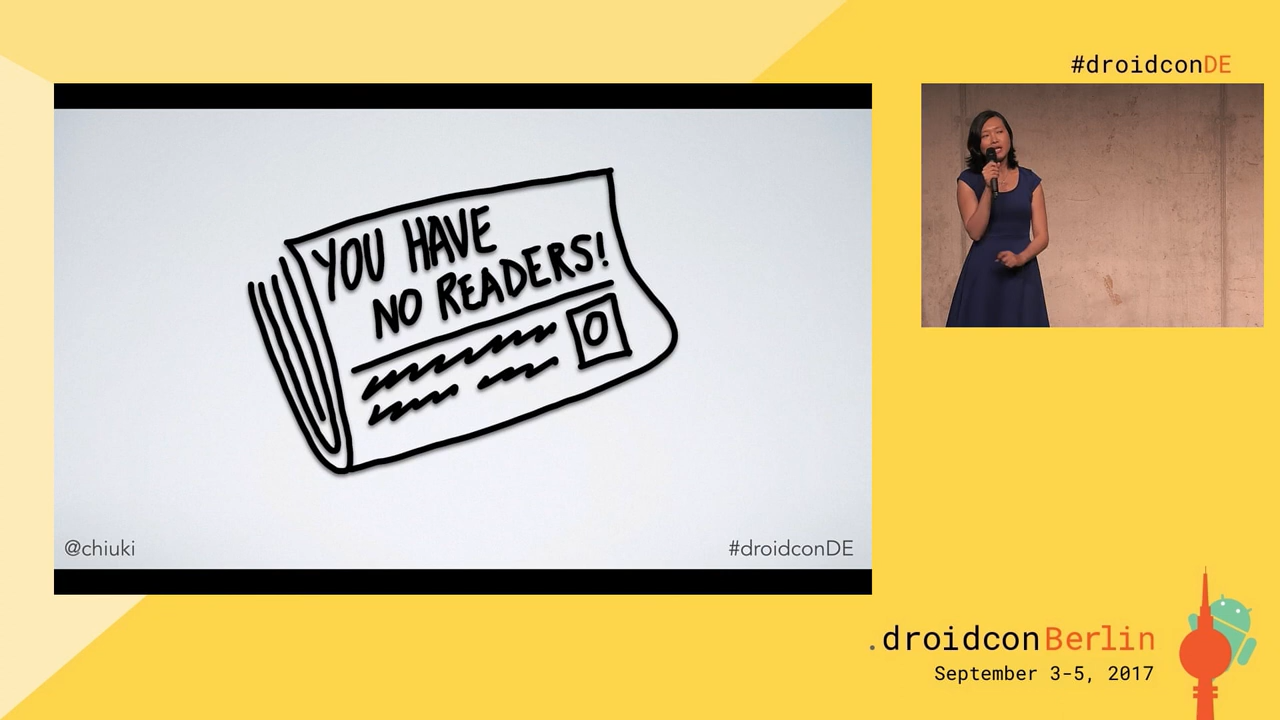 #droidconDE
YOU HAVE
NO READERS!
0
@chiuki
#droidconDE
.droidconBerlin
September 3-5, 2017